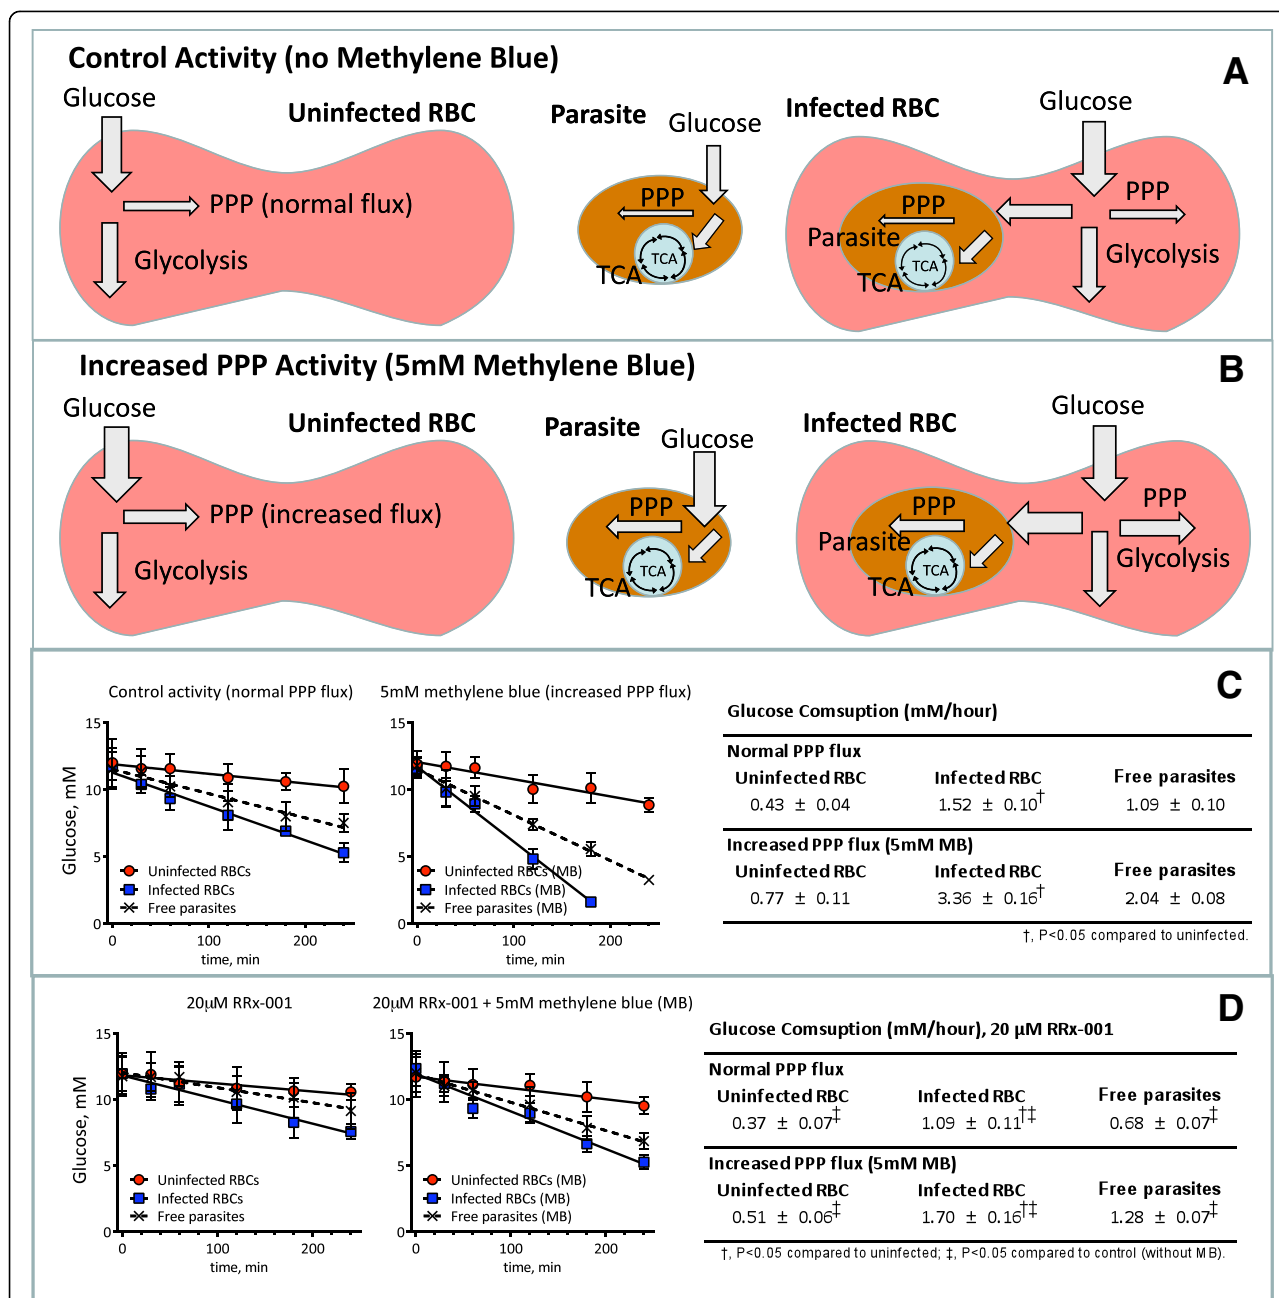 Control Activity (no Methylene Blue)
A
Glucose
Uninfected RBC
PPP (normal flux)
Glycolysis
Parasite
Glucose
PPP
TCA
TCA
Infected RBC
Glucose
PPP
PPP
Parasite
Glycolysis
TCA
TCA
Increased PPP Activity (5mM Methylene Blue)
B
Glucose
Uninfected RBC
PPP (increased flux)
Glycolysis
Parasite
Glucose
PPP
TCA
TCA
Infected RBC
Glucose
PPP
PPP
Parasite
Glycolysis
TCA
TCA
C
Control activity (normal PPP flux)
Glucose, mM
15
10
5
0
Uninfected RBCs
Infected RBCs
Free parasites
0 100 200
time, min
5mM methylene blue (increased PPP flux)
15
10
5
0
Uninfected RBCs (MB)
Infected RBCs (MB)
Free parasites (MB)
0 100 200
time, min
Glucose Comsuption (mM/hour)
Normal PPP flux
Uninfected RBC Infected RBC Free parasites
0.43 ± 0.04 1.52 ± 0.10† 1.09 ± 0.10
Increased PPP flux (5mM MB)
Uninfected RBC Infected RBC Free parasites
0.77 ± 0.11 3.36 ± 0.16† 2.04 ± 0.08
†, P<0.05 compared to uninfected.
D
20µM RRx-001
Glucose, mM
15
10
5
0
Uninfected RBCs
Infected RBCs
Free parasites
0 100 200
time, min
20µM RRx-001 + 5mM methylene blue (MB)
15
10
5
0
Uninfected RBCs (MB)
Infected RBCs (MB)
Free parasites (MB)
0 100 200
time, min
Glucose Comsuption (mM/hour), 20 µM RRx-001
Normal PPP flux
Uninfected RBC Infected RBC Free parasites
0.37 ± 0.07‡ 1.09 ± 0.11†‡ 0.68 ± 0.07‡
Increased PPP flux (5mM MB)
Uninfected RBC Infected RBC Free parasites
0.51 ± 0.06‡ 1.70 ± 0.16†‡ 1.28 ± 0.07‡
†, P<0.05 compared to uninfected; ‡, P<0.05 compared to control (without MB).